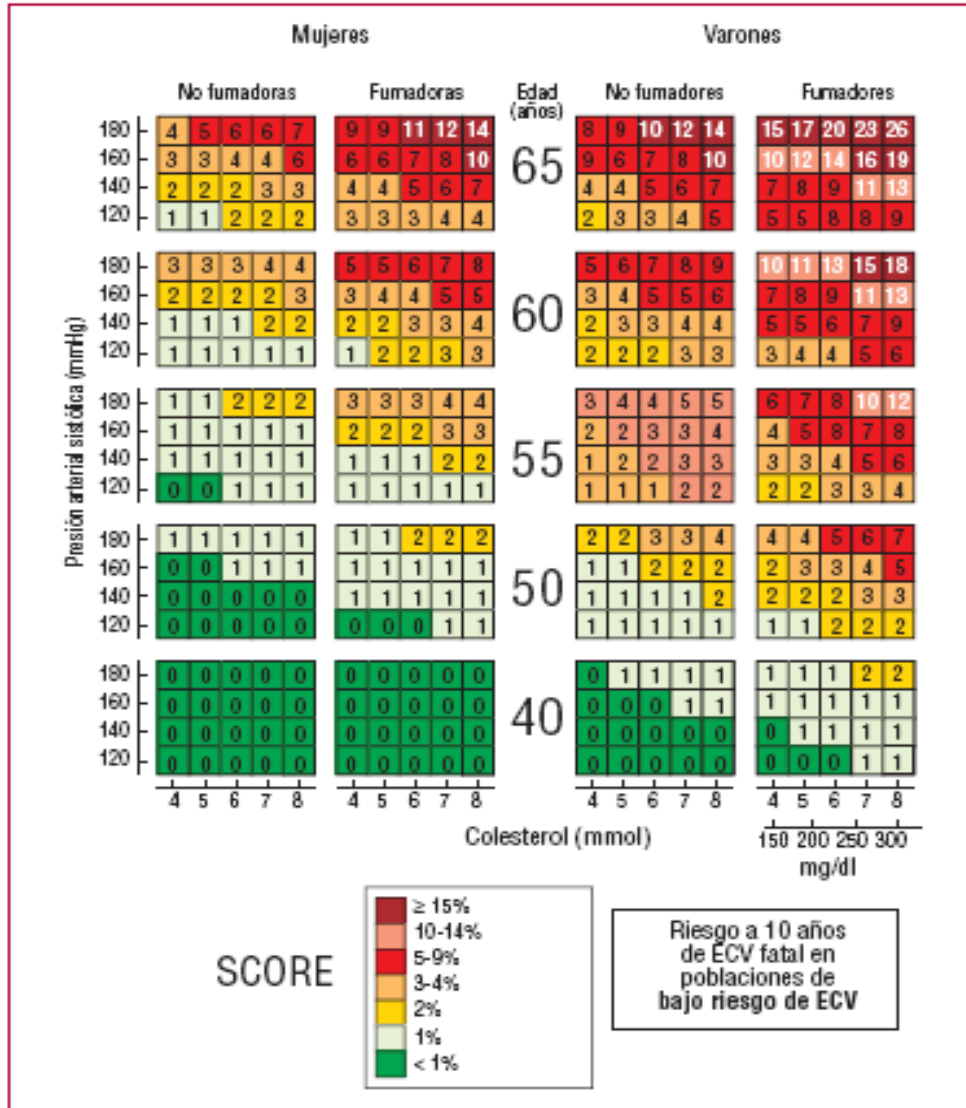 Mujeres Varones
No fumadoras Fumadoras Edad (años) No fumadores Fumadores
Presión arterial sistólica (mmHg)
65
180 4 5 6 6 7 9 9 11 12 14 8 9 10 12 14 15 17 20 23 26
160 3 3 4 4 6 6 6 7 8 10 9 6 7 8 10 10 12 14 16 19
140 2 2 2 3 3 4 4 5 6 7 4 4 5 6 7 7 8 9 11 13
120 1 1 2 2 2 3 3 3 4 4 2 3 3 4 5 5 5 8 8 9
60
180 3 3 3 4 4 5 5 6 7 8 5 6 7 8 9 10 11 13 15 18
160 2 2 2 2 3 3 4 4 5 5 3 4 5 5 6 7 8 9 11 13
140 1 1 1 2 2 2 2 3 3 4 2 3 3 4 4 5 5 6 7 9
120 1 1 1 1 1 1 2 2 3 3 2 2 2 3 3 3 4 4 5 6
55
180 1 1 2 2 2 3 3 3 4 4 3 4 4 5 5 6 7 8 10 12
160 1 1 1 1 1 2 2 2 3 3 2 2 3 3 4 4 5 8 7 8
140 1 1 1 1 1 1 1 1 2 2 1 2 2 3 3 3 3 4 5 6
120 0 0 1 1 1 1 1 1 1 1 1 1 1 2 2 2 2 3 3 4
50
180 1 1 1 1 1 1 1 2 2 2 2 2 3 3 4 4 4 5 6 7
160 0 0 1 1 1 1 1 1 1 1 1 1 2 2 2 2 3 3 4 5
140 0 0 0 0 0 1 1 1 1 1 1 1 1 1 2 2 2 2 3 3
120 0 0 0 0 0 0 0 0 1 1 1 1 1 1 1 1 1 2 2 2
40
180 0 0 0 0 0 0 0 0 0 0 0 1 1 1 1 1 1 1 2 2
160 0 0 0 0 0 0 0 0 0 0 0 0 0 1 1 1 1 1 1 1
140 0 0 0 0 0 0 0 0 0 0 0 0 0 0 0 0 1 1 1 1
120 0 0 0 0 0 0 0 0 0 0 0 0 0 0 0 0 0 0 1 1
4 5 6 7 8 4 5 6 7 8 4 5 6 7 8 4 5 6 7 8
Colesterol (mmol)
150 200 250 300
mg/dl
SCORE
≥ 15%
10-14%
5-9%
3-4%
2%
1%
< 1%
Riesgo a 10 años
de ECV fatal en
poblaciones de
bajo riesgo de ECV